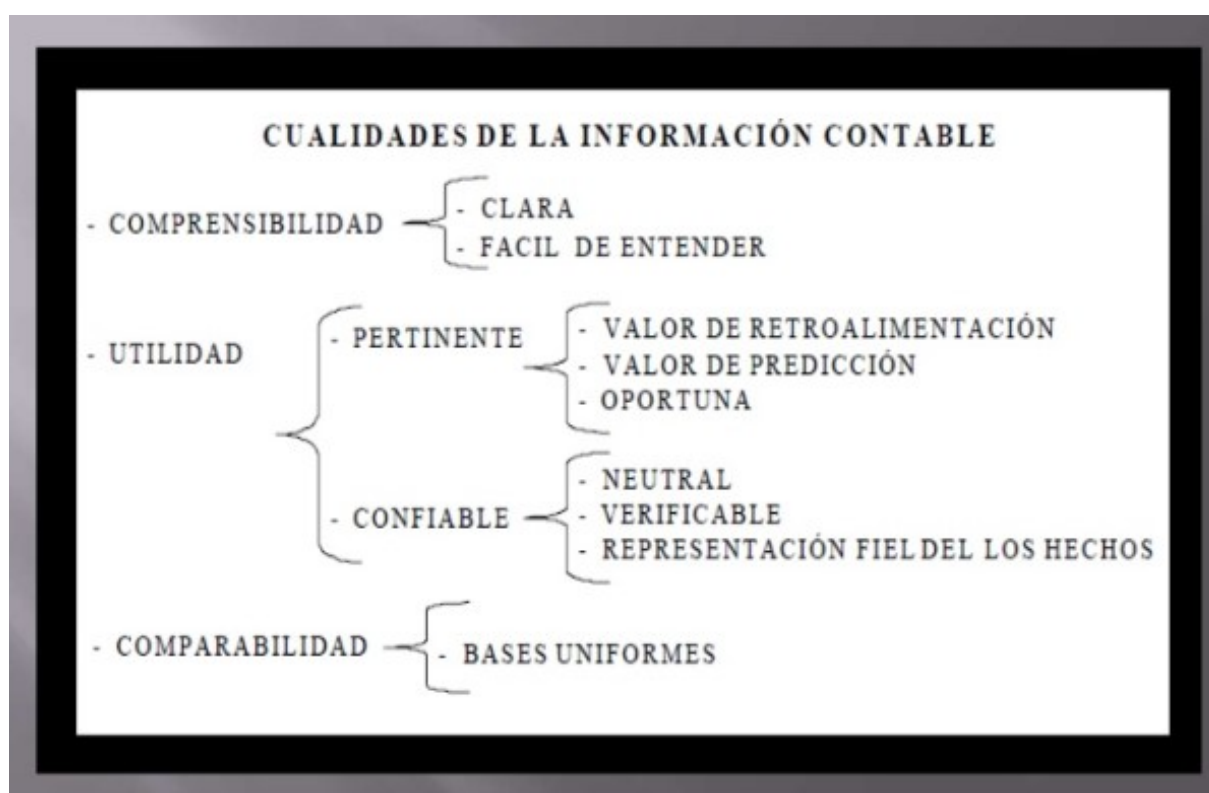 CUALIDADES DE LA INFORMACIÓN CONTABLE
- COMPRENSIBILIDAD
- CLARA
- FACIL DE ENTENDER
- UTILIDAD
- PERTINENTE
- VALOR DE RETROALIMENTACIÓN
- VALOR DE PREDICCIÓN
- OPORTUNA
- CONFIABLE
- NEUTRAL
- VERIFICABLE
- REPRESENTACIÓN FIEL DEL LOS HECHOS
- COMPARABILIDAD
- BASES UNIFORMES